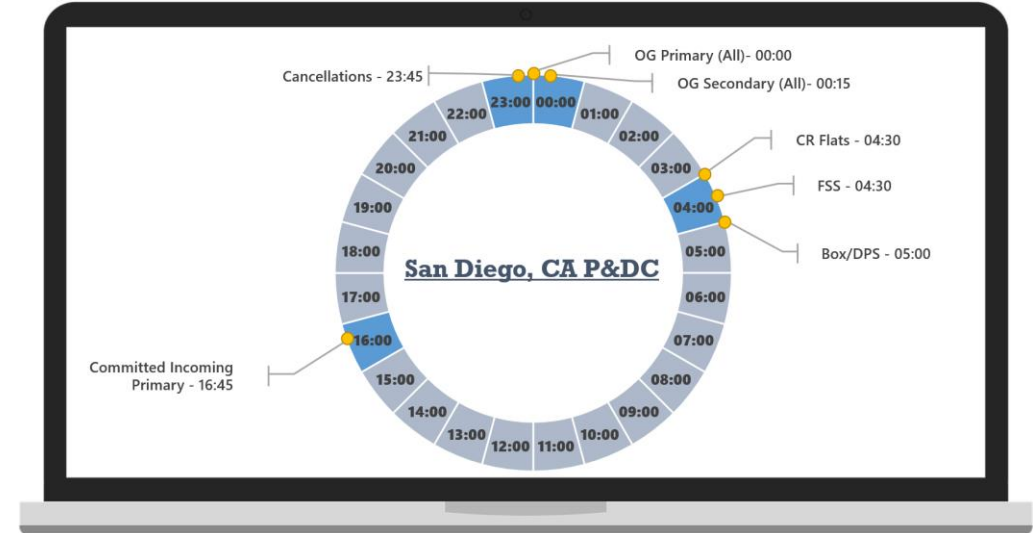 OG Primary (All)- 00:00
Cancellations - 23:45
OG Secondary (All)- 00:15
CR Flats - 04:30
FSS - 04:30
Box/DPS - 05:00
Committed Incoming
Primary - 16:45
San Diego, CA P&DC
00:00
01:00
02:00
03:00
04:00
05:00
06:00
07:00
08:00
09:00
10:00
11:00
12:00
13:00
14:00
15:00
16:00
17:00
18:00
19:00
20:00
21:00
22:00
23:00